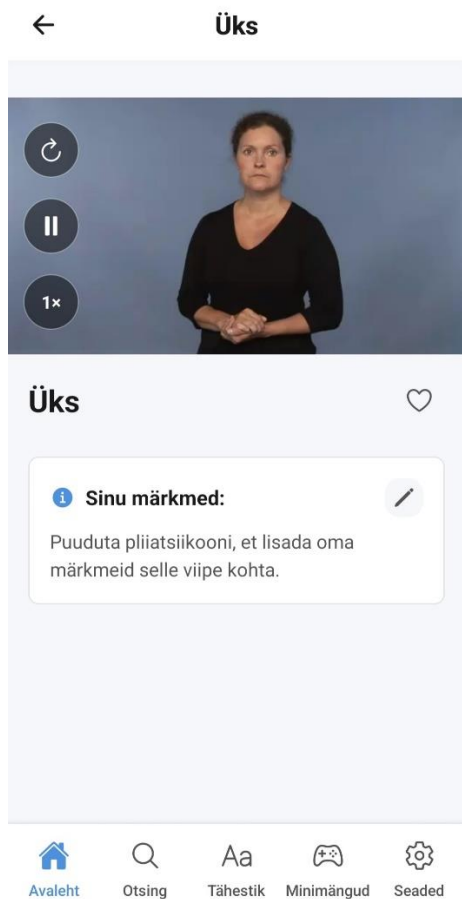 Üks
1×
Üks
Sinu märkmed:
Puuduta pliiatsiikooni, et lisada oma
märkmeid selle viipe kohta.
Aa
Avaleht Otsing Tähestik Minimängud Seaded